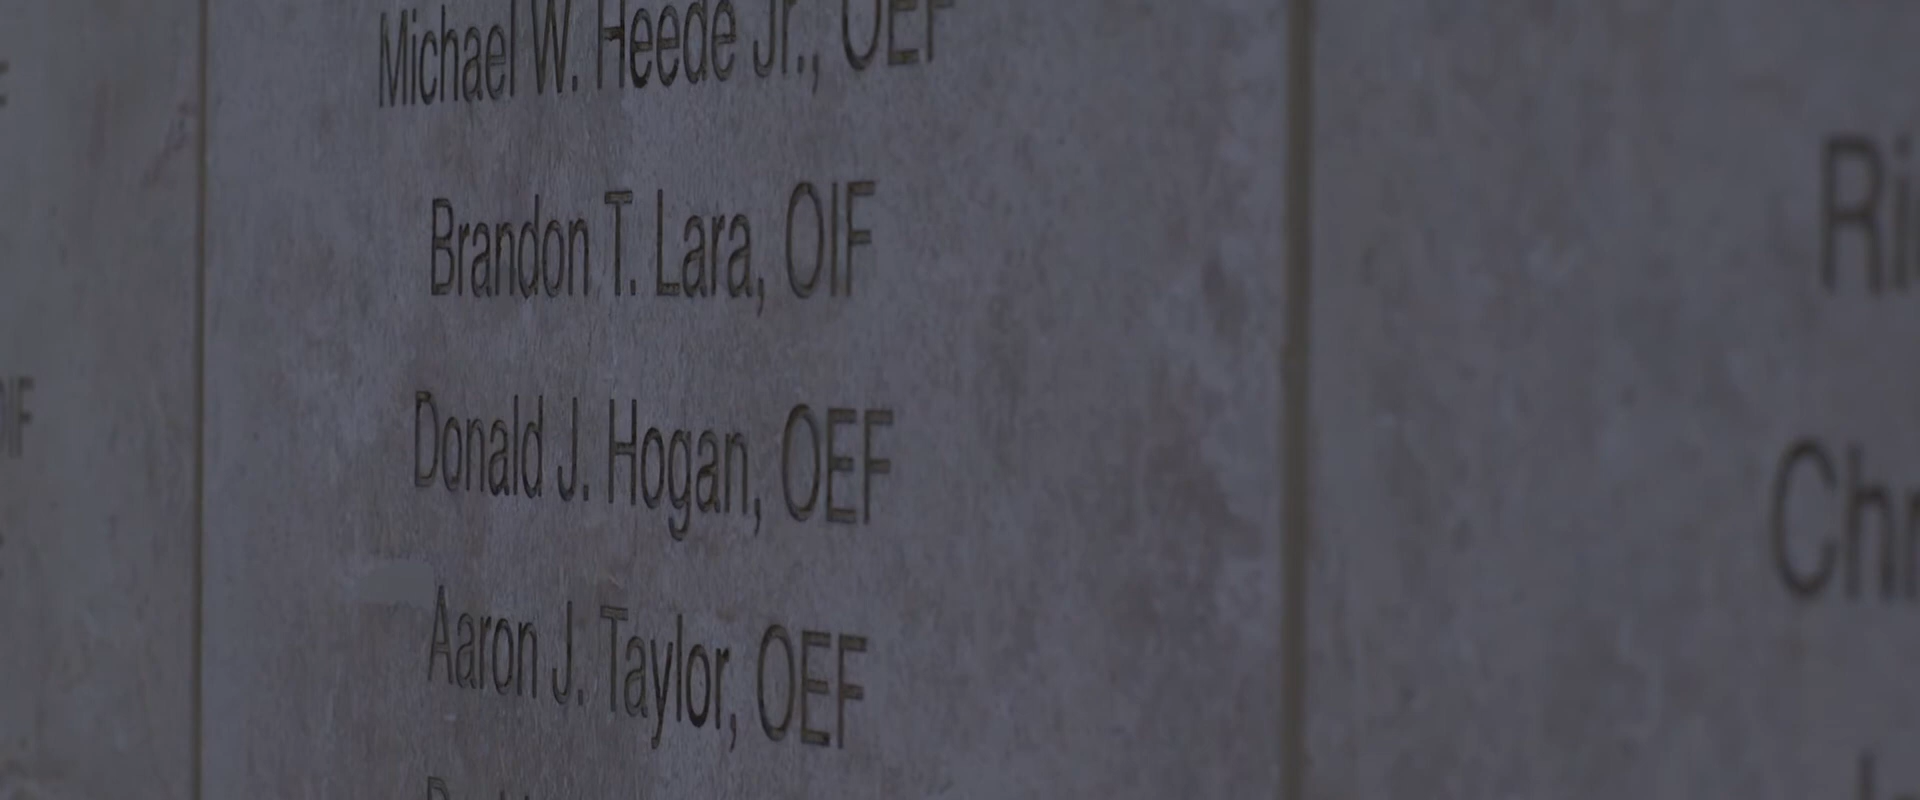 Michael W. Heede Jr., OEF
Brandon T. Lara, OIF
Donald J. Hogan, OEF
Aaron J. Taylor, OEF